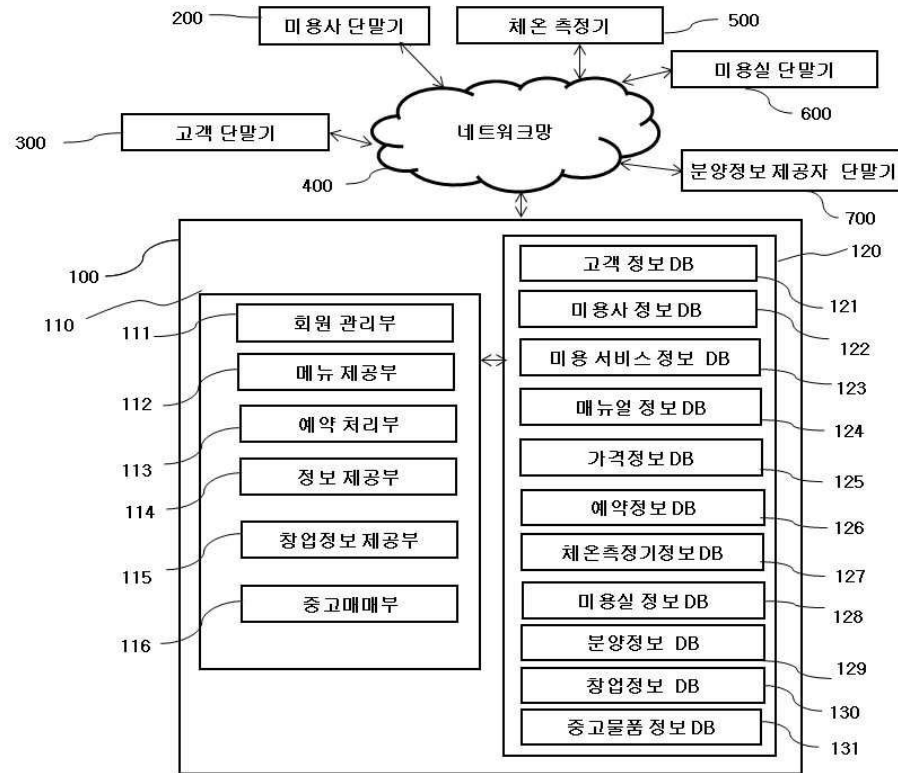 200
미용사 단말기
체온 측정기
500
미용실 단말기
600
고객 단말기
300
네트워크망
400
분양정보 제공자 단말기
700
100
120
고객 정보 DB
121
110
111
회원 관리부
미용사 정보 DB
122
112
메뉴 제공부
미용 서비스 정보 DB
123
113
예약 처리부
매뉴얼 정보 DB
124
114
정보 제공부
가격정보 DB
125
예약정보 DB
126
115
창업정보 제공부
체온측정기정보 DB
127
116
중고매매부
미용실 정보 DB
128
분양정보 DB
129
창업정보 DB
130
중고물품 정보 DB
131